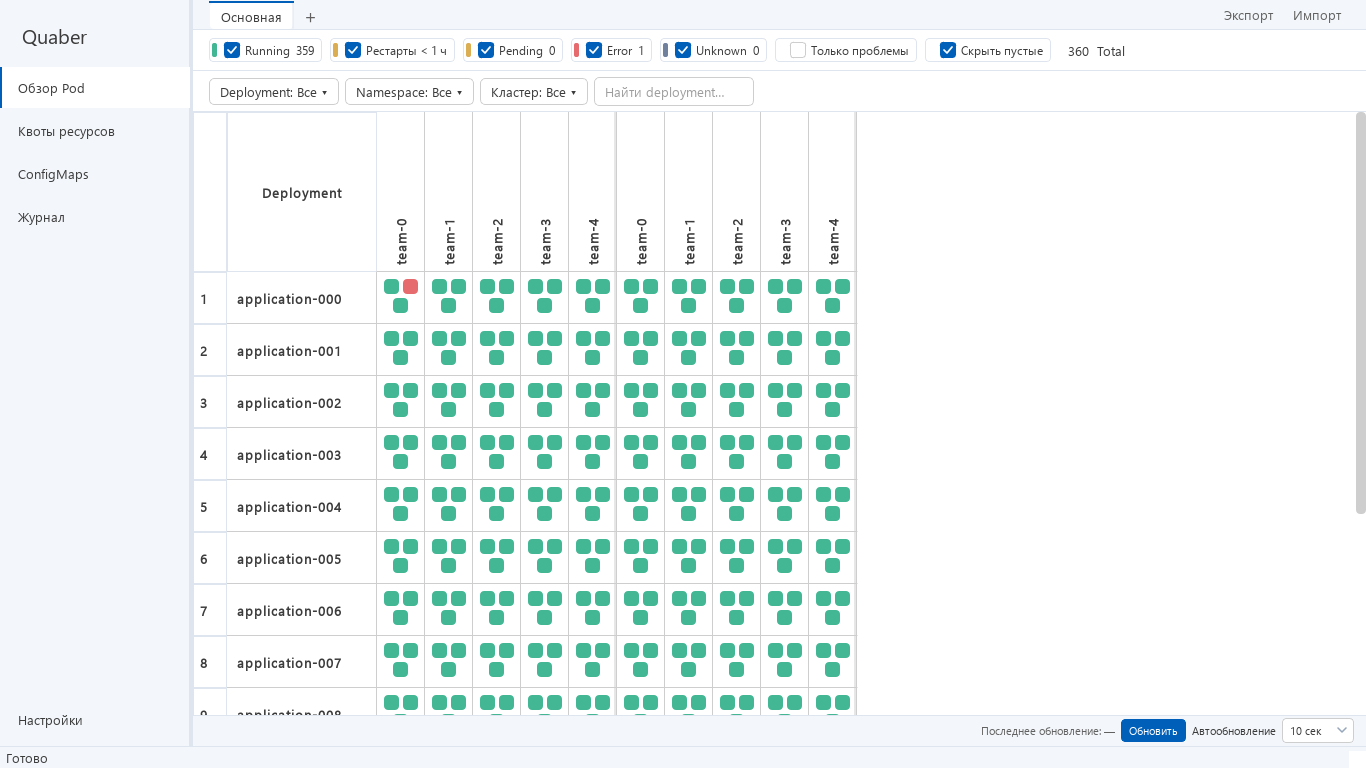 Quaber
Обзор Pod
Квоты ресурсов
ConfigMaps
Журнал
Настройки
Готово
Основная +
Экспорт Импорт
Running 359 Рестарты < 1 ч Pending 0 Error 1 Unknown 0 Только проблемы Скрыть пустые 360 Total
Deployment: Все ▾ Namespace: Все ▾ Кластер: Все ▾ Найти deployment...
Deployment team-0 team-1 team-2 team-3 team-4 team-0 team-1 team-2 team-3 team-4
1 application-000
2 application-001
3 application-002
4 application-003
5 application-004
6 application-005
7 application-006
8 application-007
9 application-008
Последнее обновление: — Обновить Автообновление 10 сек